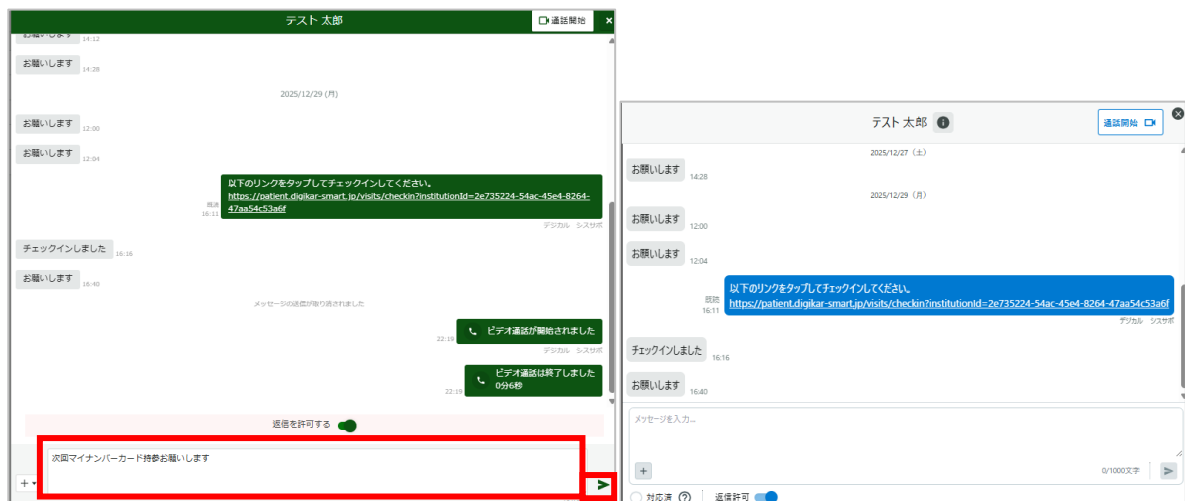 テスト 太郎
通話開始
×
お願いします 14:12
お願いします 14:28
2025/12/29 (月)
お願いします 12:00
お願いします 12:04
以下のリンクをタップしてチェックインしてください。
https://patient.digikar-smart.jp/visits/checkin?institutionId=2e735224-54ac-45e4-8264-
47aa54c53a6f
既読
16:11
デジカル シスサポ
チェックインしました 16:16
お願いします 16:40
メッセージの送信が取り消されました
ビデオ通話が開始されました
22:19
デジカル シスサポ
ビデオ通話は終了しました
0分6秒
22:19
返信を許可する
次回マイナンバーカード持参お願いします
+
テスト 太郎
通話開始
2025/12/27 (土)
お願いします 14:28
2025/12/29 (月)
お願いします 12:00
お願いします 12:04
以下のリンクをタップしてチェックインしてください。
https://patient.digikar-smart.jp/visits/checkin?institutionId=2e735224-54ac-45e4-8264-47aa54c53a6f
既読
16:11
デジカル シスサポ
チェックインしました 16:16
お願いします 16:40
メッセージを入力...
+
0/1000文字
対応済 ? 返信許可